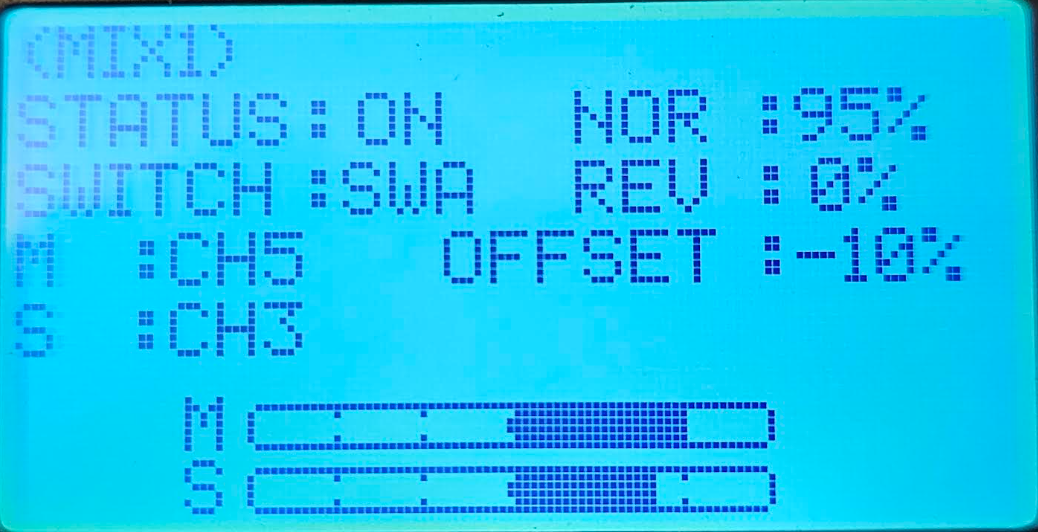 (MIX1)
STATUS: ON NOR :95%
SWITCH :SWA REV : 0%
M :CH5 OFFSET :-10%
S :CH3
M
S